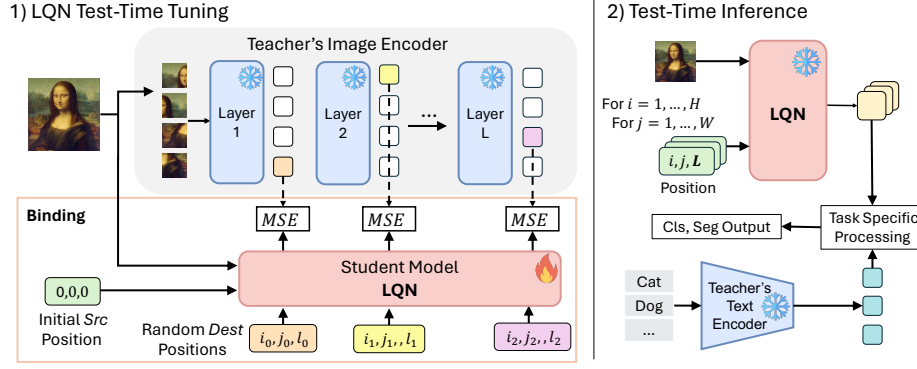 1) LQN Test-Time Tuning
Teacher's Image Encoder
Layer
1
Layer
2
...
Layer
L
Binding
MSE
MSE
MSE
Student Model
LQN
0,0,0
Initial Src
Position
Random Dest
Positions
i₀, j₀, l₀
i₁, j₁, , l₁
i₂, j₂, , l₂
2) Test-Time Inference
LQN
For i = 1, ... , H
For j = 1, ... , W
i, j, L
Position
Cls, Seg Output
Task Specific
Processing
Cat
Dog
...
Teacher's
Text
Encoder